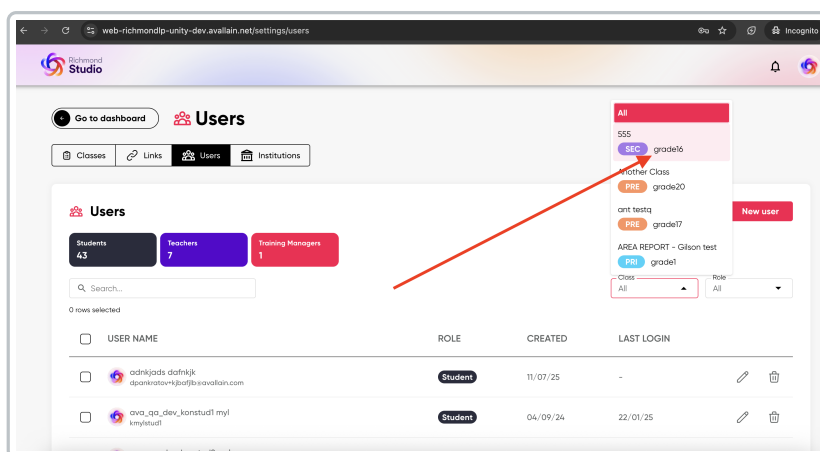 web-richmondlp-unity-dev.avallain.net/settings/users
Incognito
Richmond
Studio
Go to dashboard
Users
Classes
Links
Users
Institutions
All
555
SEC grade16
Another Class
PRE grade20
ant testq
PRE grade17
AREA REPORT - Gilson test
PRI grade1
Users
New user
Students
43
Teachers
7
Training Managers
1
Search...
Class
All
Role
All
0 rows selected
USER NAME ROLE CREATED LAST LOGIN
adnkjads dafnkjk
dpankratov+kjbafjlb@avallain.com
Student 11/07/25 -
ava_qa_dev_konstud1 myl
kmylstud1
Student 04/09/24 22/01/25